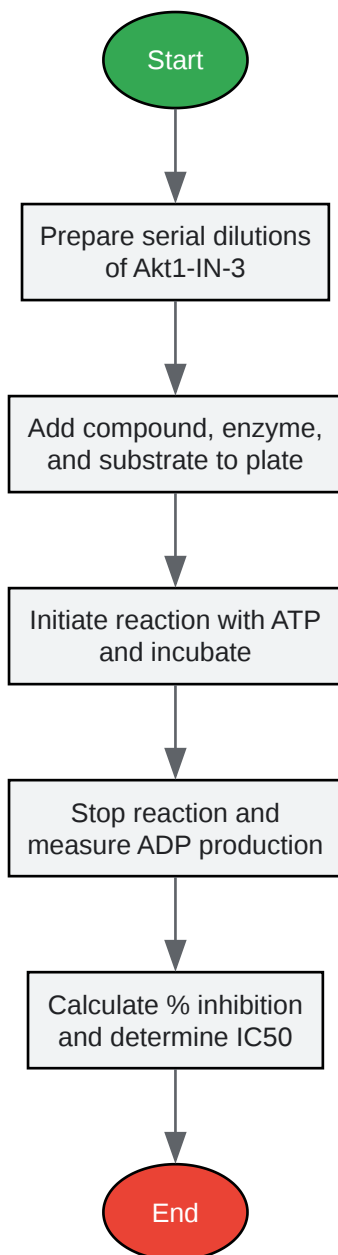 Start
Prepare serial dilutions
of Akt1-IN-3
Add compound, enzyme,
and substrate to plate
Initiate reaction with ATP
and incubate
Stop reaction and
measure ADP production
Calculate % inhibition
and determine IC50
End